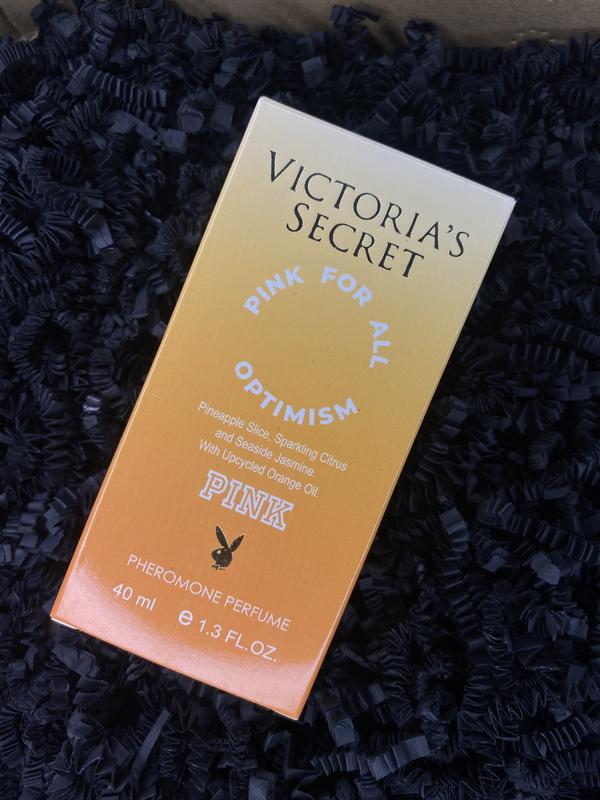 VICTORIA'S
SECRET
PINK FOR ALL
OPTIMISM
Pineapple Slice, Sparkling Citrus
and Seaside Jasmine.
With Upcycled Orange Oil.
PINK
PHEROMONE PERFUME
40 ml ℮ 1.3 FL.OZ.